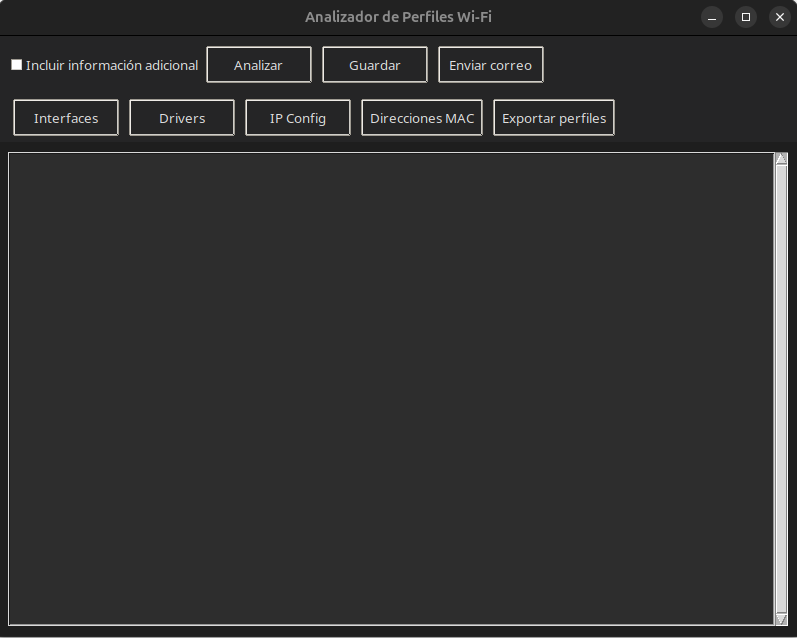 Analizador de Perfiles Wi-Fi
Incluir información adicional Analizar Guardar Enviar correo
Interfaces Drivers IP Config Direcciones MAC Exportar perfiles